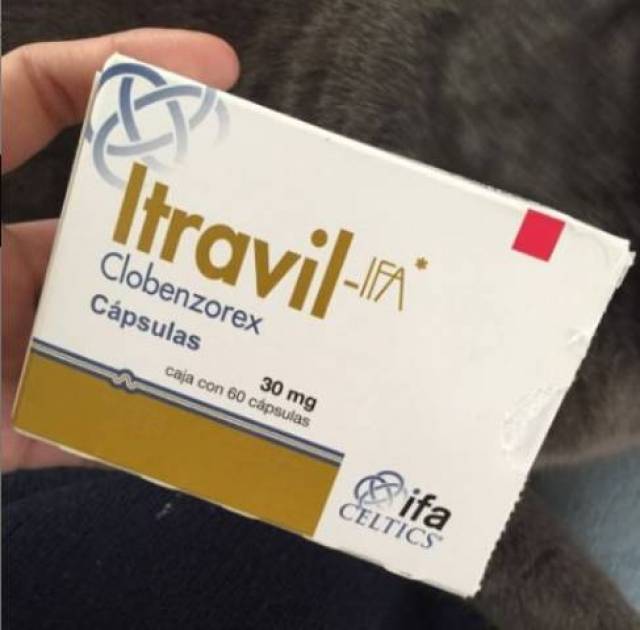 Itravil-IFA*
Clobenzorex
Cápsulas
30 mg
caja con 60 cápsulas
ifa
CELTICS®